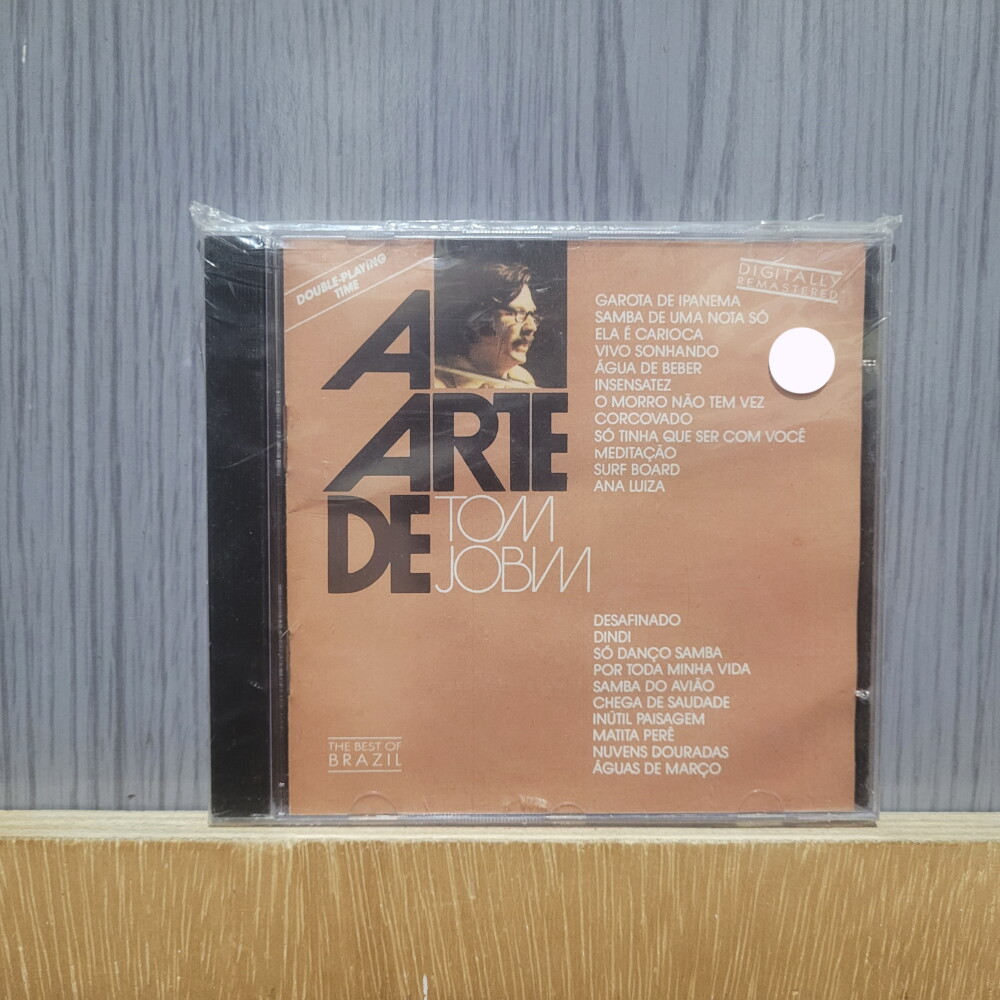 DOUBLE-PLAYING
TIME
A
ARTE
DE
TOM
JOBIM
DIGITALLY
REMASTERED
GAROTA DE IPANEMA
SAMBA DE UMA NOTA SÓ
ELA É CARIOCA
VIVO SONHANDO
ÁGUA DE BEBER
INSENSATEZ
O MORRO NÃO TEM VEZ
CORCOVADO
SÓ TINHA QUE SER COM VOCÊ
MEDITAÇÃO
SURF BOARD
ANA LUIZA
DESAFINADO
DINDI
SÓ DANÇO SAMBA
POR TODA MINHA VIDA
SAMBA DO AVIÃO
CHEGA DE SAUDADE
INÚTIL PAISAGEM
MATITA PERÊ
NUVENS DOURADAS
ÁGUAS DE MARÇO
THE BEST OF
BRAZIL